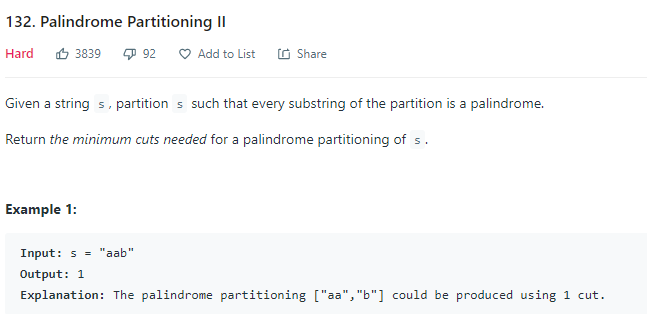 132. Palindrome Partitioning II
Hard 3839 92 Add to List Share
Given a string s, partition s such that every substring of the partition is a palindrome.
Return the minimum cuts needed for a palindrome partitioning of s.
Example 1:
Input: s = "aab"
Output: 1
Explanation: The palindrome partitioning ["aa","b"] could be produced using 1 cut.